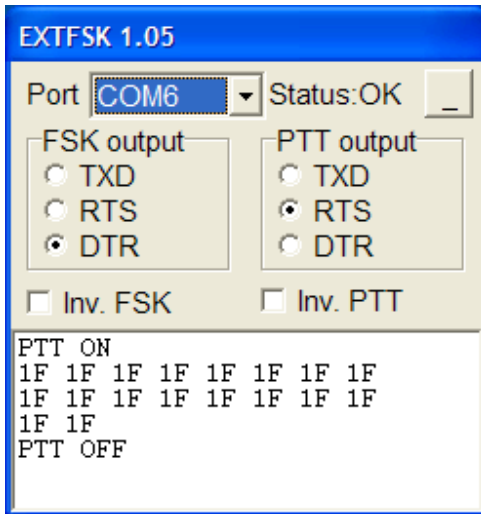 EXTFSK 1.05
Port COM6 Status:OK _
FSK output PTT output
TXD TXD
RTS RTS
DTR DTR
Inv. FSK Inv. PTT
PTT ON
1F 1F 1F 1F 1F 1F 1F 1F
1F 1F 1F 1F 1F 1F 1F 1F
1F 1F
PTT OFF